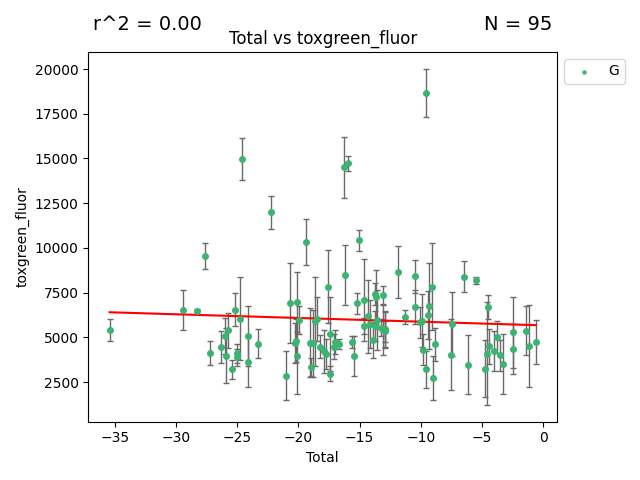 r^2 = 0.00
N = 95
Total vs toxgreen_fluor
G
20000
17500
15000
12500
10000
7500
5000
2500
toxgreen_fluor
−35
−30
−25
−20
−15
−10
−5
0
Total